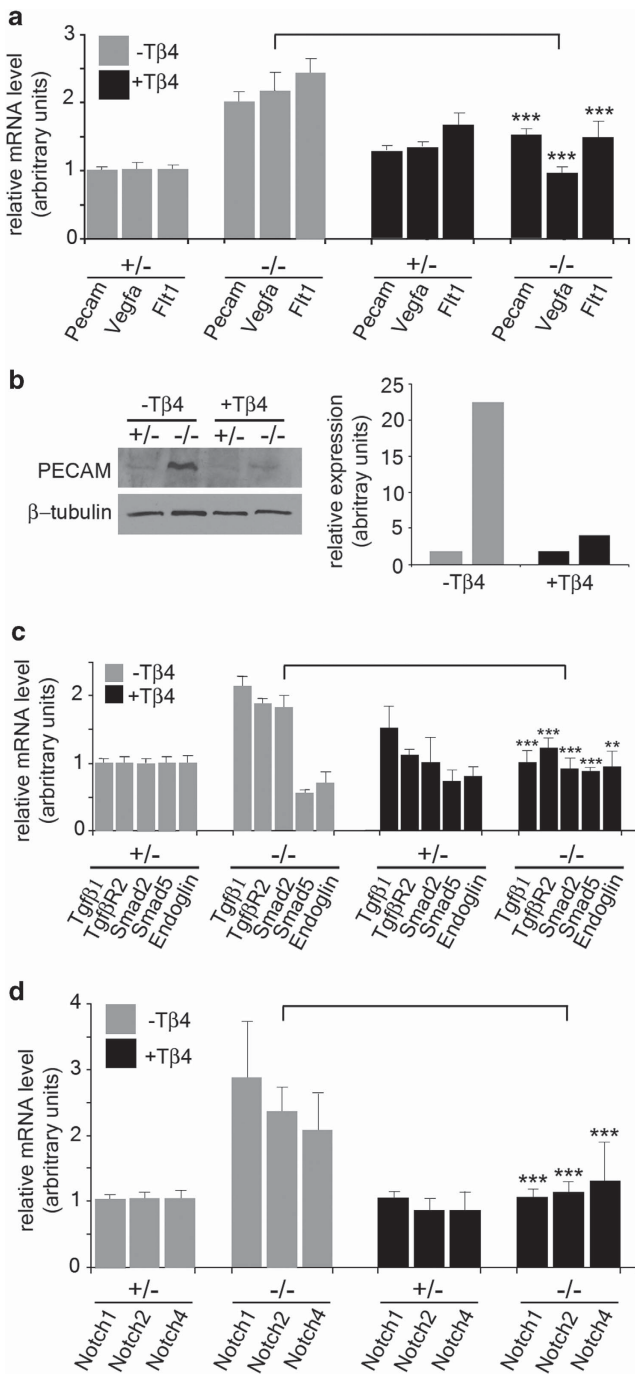 a
relative mRNA level
(arbritrary units)
3
2
1
0
-Tβ4
+Tβ4
*** *** ***
+/- -/- +/- -/-
Pecam Vegfa Flt1 Pecam Vegfa Flt1 Pecam Vegfa Flt1 Pecam Vegfa Flt1
b
-Tβ4 +Tβ4
+/- -/- +/- -/-
PECAM
β–tubulin
relative expression
(abritray units)
25
20
15
10
5
0
-Tβ4 +Tβ4
c
relative mRNA level
(arbritrary units)
2
1
0
-Tβ4
+Tβ4
*** *** *** *** **
+/- -/- +/- -/-
Tgfβ1 TgfβR2 Smad2 Smad5 Endoglin Tgfβ1 TgfβR2 Smad2 Smad5 Endoglin Tgfβ1 TgfβR2 Smad2 Smad5 Endoglin Tgfβ1 TgfβR2 Smad2 Smad5 Endoglin
d
relative mRNA level
(arbritrary units)
4
3
2
1
0
-Tβ4
+Tβ4
*** *** ***
+/- -/- +/- -/-
Notch1 Notch2 Notch4 Notch1 Notch2 Notch4 Notch1 Notch2 Notch4 Notch1 Notch2 Notch4